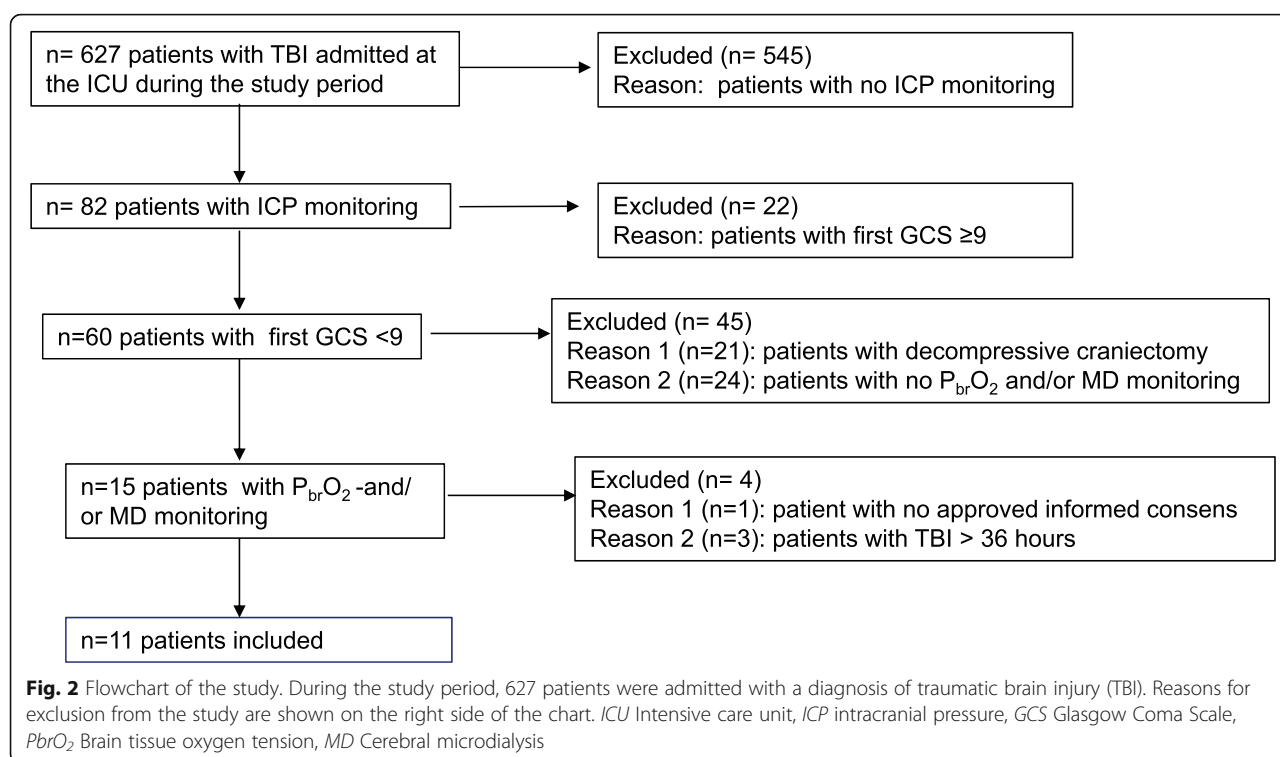 n= 627 patients with TBI admitted at
the ICU during the study period
Excluded (n= 545)
Reason: patients with no ICP monitoring
n= 82 patients with ICP monitoring
Excluded (n= 22)
Reason: patients with first GCS ≥9
n=60 patients with first GCS <9
Excluded (n= 45)
Reason 1 (n=21): patients with decompressive craniectomy
Reason 2 (n=24): patients with no PbrO2 and/or MD monitoring
n=15 patients with PbrO2 -and/
or MD monitoring
Excluded (n= 4)
Reason 1 (n=1): patient with no approved informed consens
Reason 2 (n=3): patients with TBI > 36 hours
n=11 patients included
Fig. 2 Flowchart of the study. During the study period, 627 patients were admitted with a diagnosis of traumatic brain injury (TBI). Reasons for
exclusion from the study are shown on the right side of the chart. ICU Intensive care unit, ICP intracranial pressure, GCS Glasgow Coma Scale,
PbrO2 Brain tissue oxygen tension, MD Cerebral microdialysis